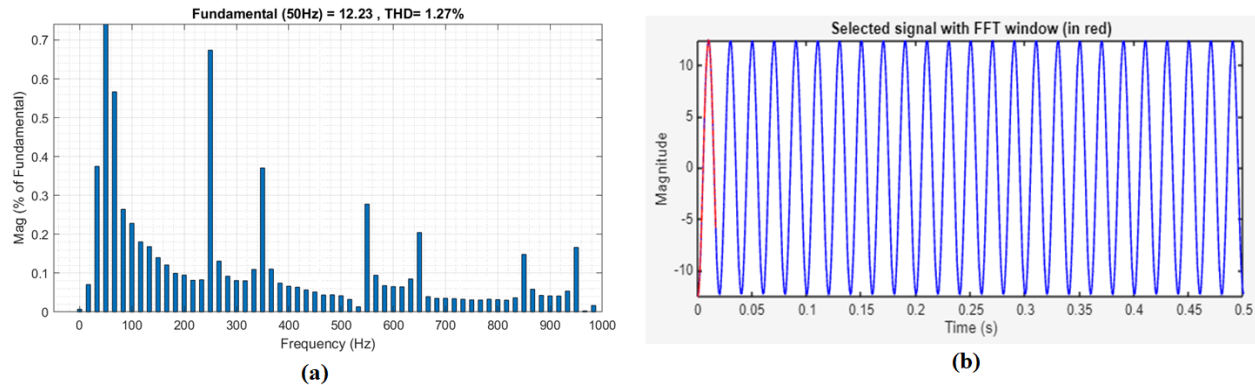 Fundamental (50Hz) = 12.23 , THD= 1.27%
Mag (% of Fundamental)
0.7
0.6
0.5
0.4
0.3
0.2
0.1
0
0 100 200 300 400 500 600 700 800 900 1000
Frequency (Hz)
(a)
Selected signal with FFT window (in red)
Magnitude
10
5
0
-5
-10
0 0.05 0.1 0.15 0.2 0.25 0.3 0.35 0.4 0.45 0.5
Time (s)
(b)